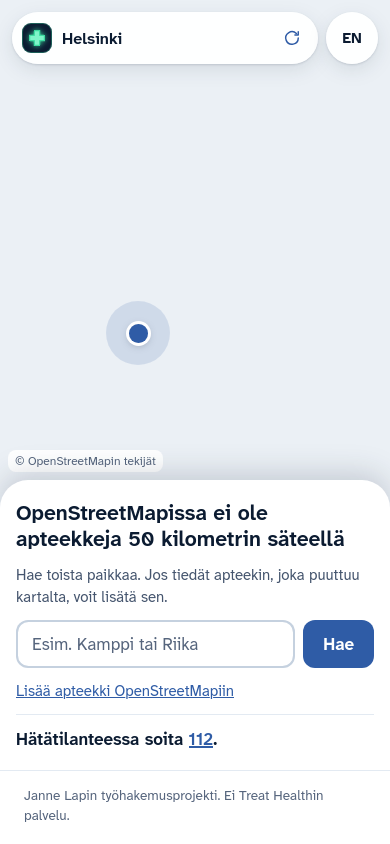 Helsinki
EN
© OpenStreetMapin tekijät
OpenStreetMapissa ei ole
apteekkeja 50 kilometrin säteellä
Hae toista paikkaa. Jos tiedät apteekin, joka puuttuu
kartalta, voit lisätä sen.
Esim. Kamppi tai Riika
Hae
Lisää apteekki OpenStreetMapiin
Hätätilanteessa soita 112.
Janne Lapin työhakemusprojekti. Ei Treat Healthin
palvelu.